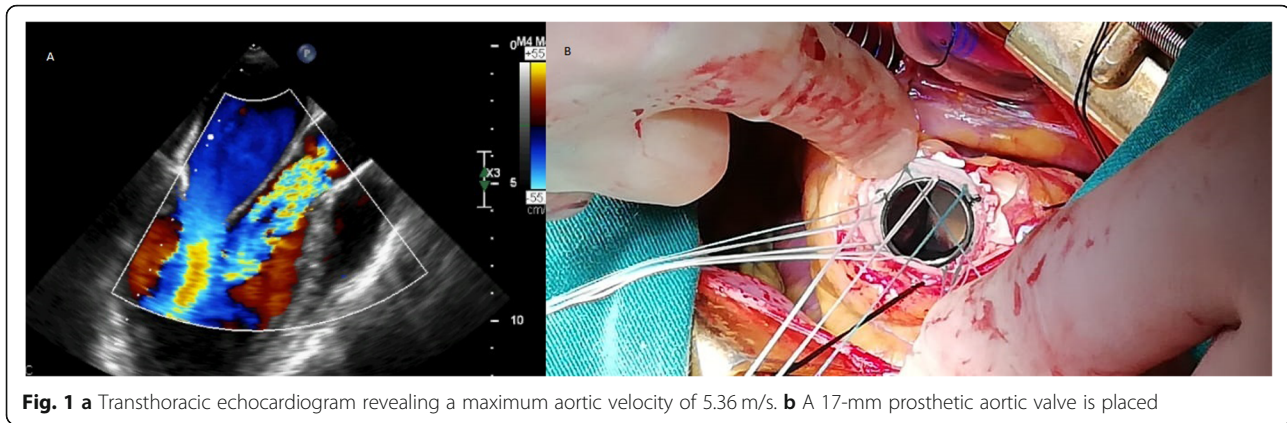 A
P
0
M4 M4
+55
X3
5
-55
cm/s
10
C
B
Fig. 1 a Transthoracic echocardiogram revealing a maximum aortic velocity of 5.36 m/s. b A 17-mm prosthetic aortic valve is placed